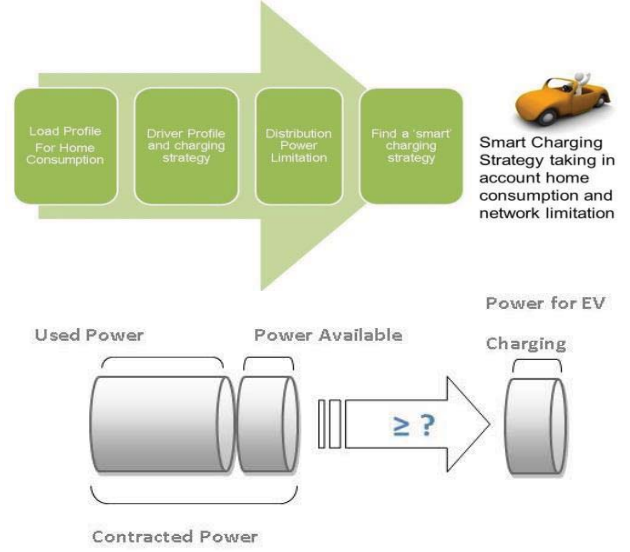 Load Profile
For Home
Consumption
Driver Profile
and charging
strategy
Distribution
Power
Limitation
Find a 'smart'
charging
strategy
Smart Charging
Strategy taking in
account home
consumption and
network limitation
Power for EV
Charging
Used Power
Power Available
≥ ?
Contracted Power